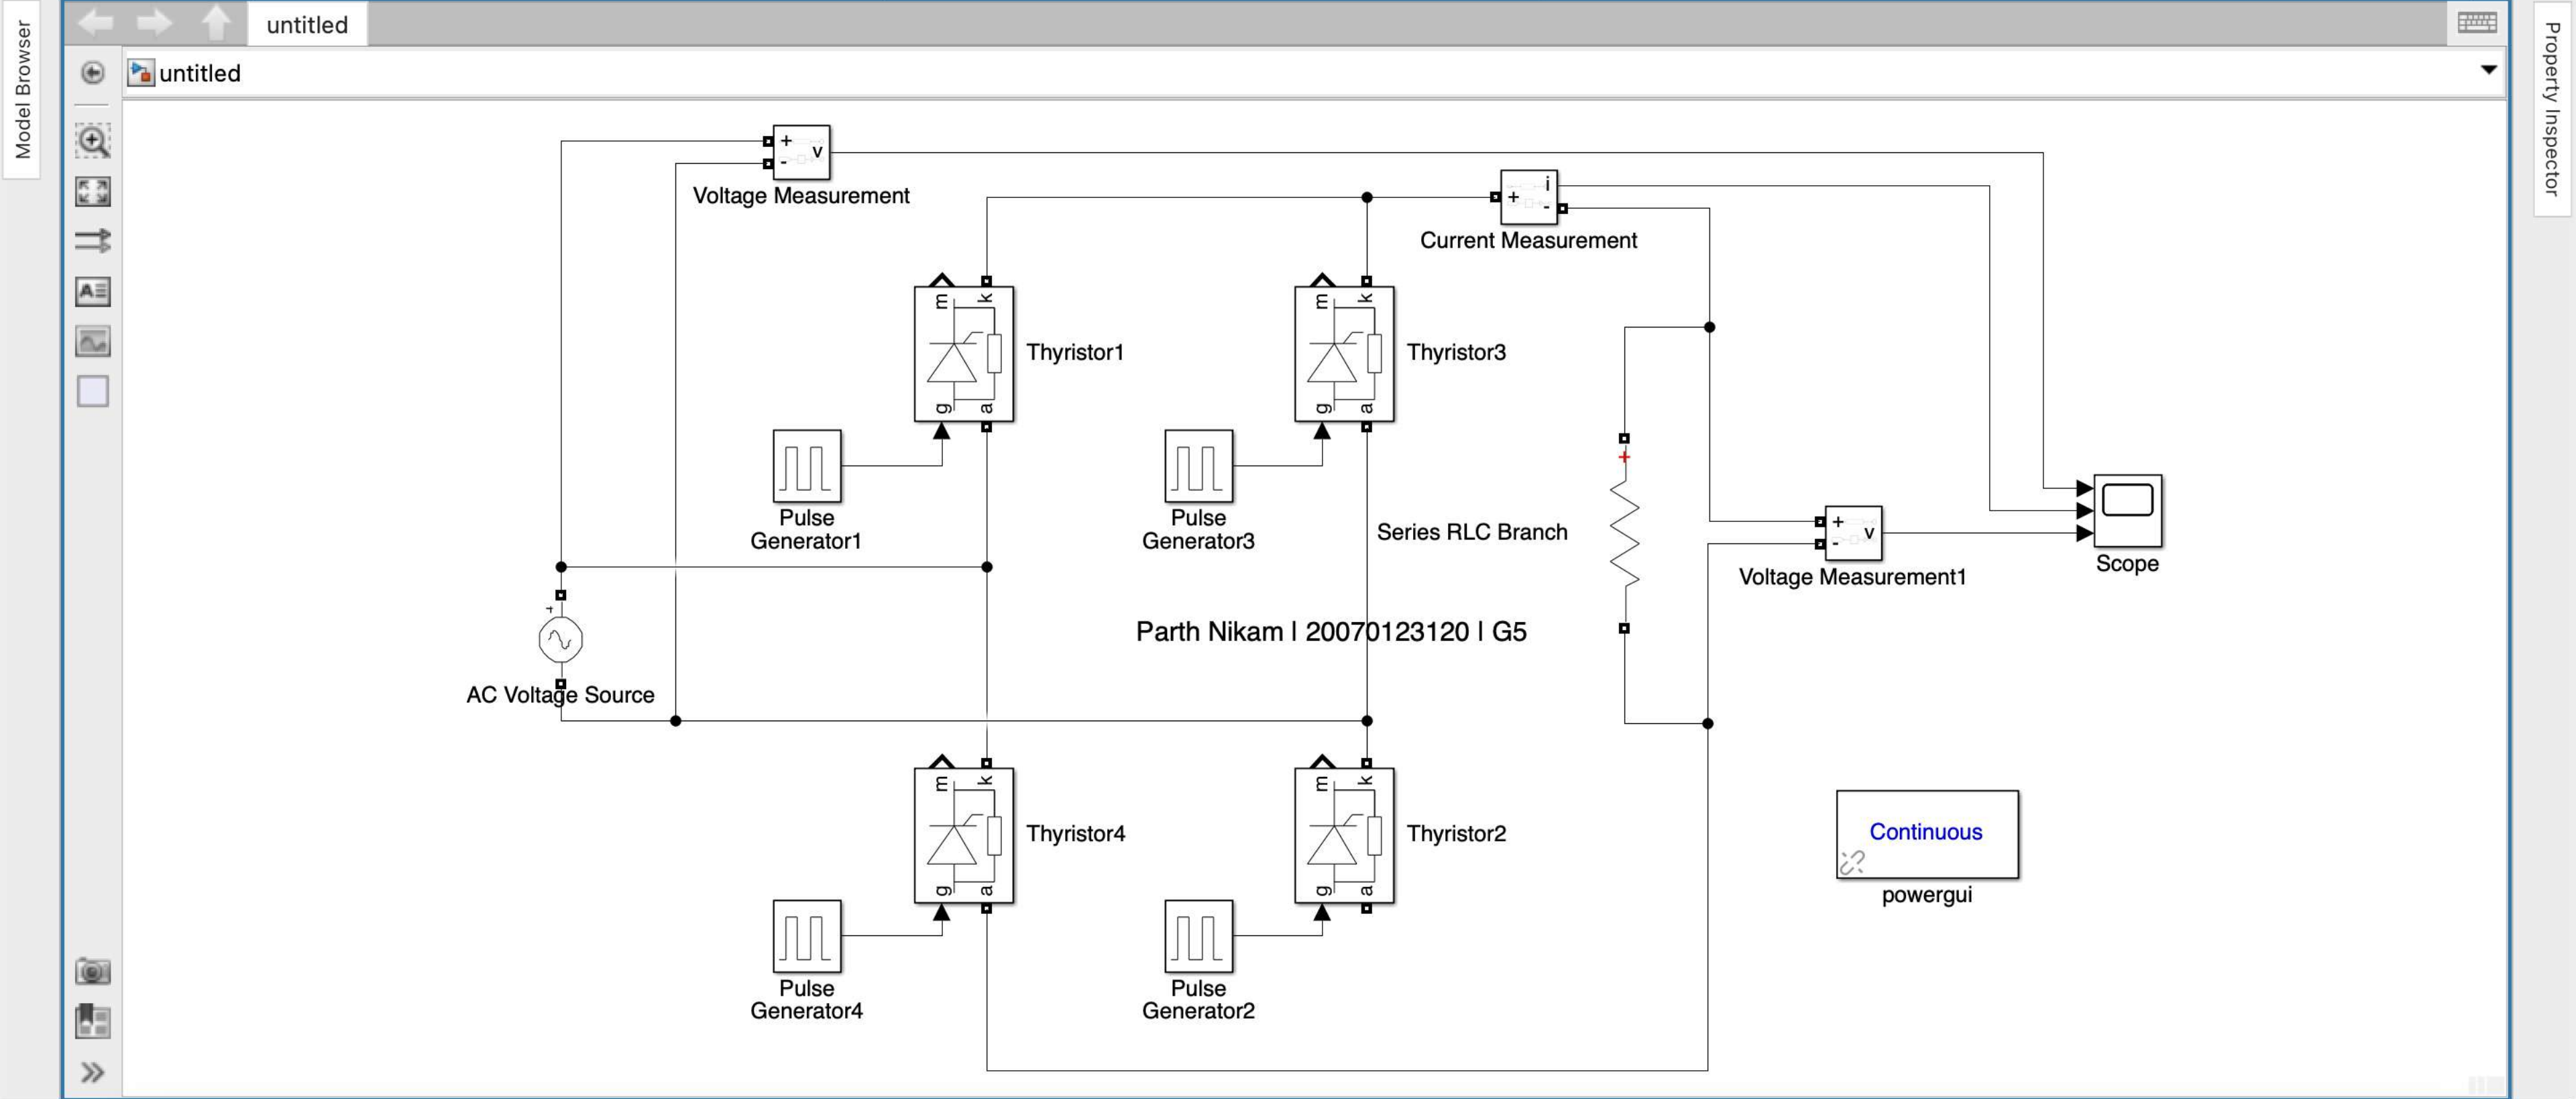 Model Browser
untitled
untitled
Property Inspector
+
-
v
Voltage Measurement
+
i
-
Current Measurement
m
k
g
a
Thyristor1
m
k
g
a
Thyristor3
Pulse
Generator1
Pulse
Generator3
+
Series RLC Branch
+
-
v
Voltage Measurement1
Scope
+
AC Voltage Source
Parth Nikam | 20070123120 | G5
m
k
g
a
Thyristor4
m
k
g
a
Thyristor2
Pulse
Generator4
Pulse
Generator2
Continuous
powergui